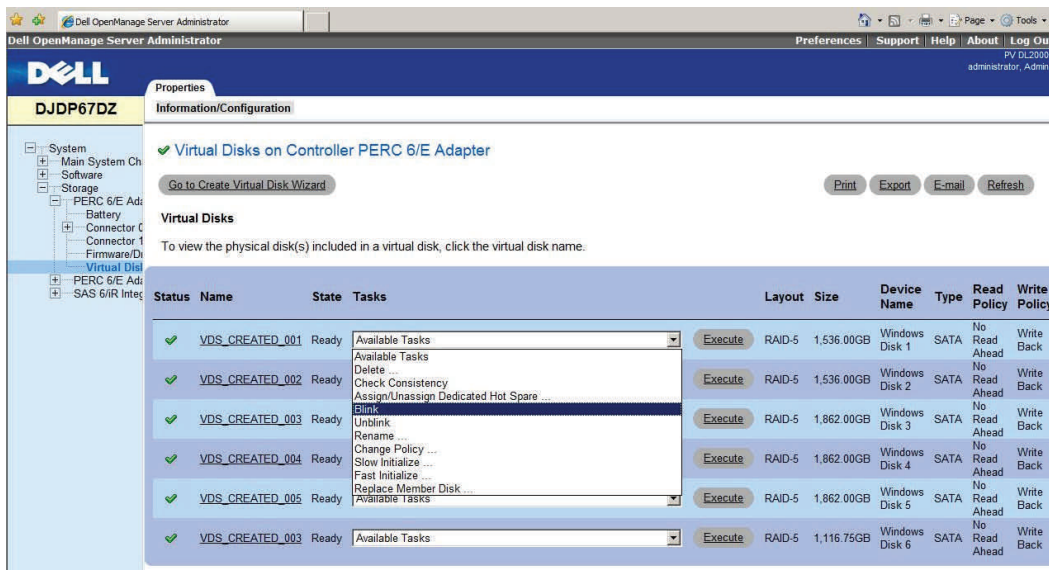 Dell OpenManage Server Administrator
Page
Tools
Dell OpenManage Server Administrator
Preferences Support Help About Log Ou
PV DL2000
administrator, Admin
DELL
Properties
DJDP67DZ
Information/Configuration
System
Main System Ch
Software
Storage
PERC 6/E Ada
Battery
Connector 0
Connector 1
Firmware/Dr
Virtual Disk
PERC 6/E Ada
SAS 6/iR Integ
Virtual Disks on Controller PERC 6/E Adapter
Go to Create Virtual Disk Wizard
Print Export E-mail Refresh
Virtual Disks
To view the physical disk(s) included in a virtual disk, click the virtual disk name.
Status Name State Tasks Layout Size Device Name Type Read Policy Write Policy
VDS_CREATED_001 Ready Available Tasks Execute RAID-5 1,536.00GB Windows Disk 1 SATA No Read Ahead Write Back
Available Tasks
Delete ...
Check Consistency
Assign/Unassign Dedicated Hot Spare ...
Blink
Unblink
Rename ...
Change Policy ...
Slow Initialize ...
Fast Initialize ...
Replace Member Disk ...
VDS_CREATED_002 Ready Execute RAID-5 1,536.00GB Windows Disk 2 SATA No Read Ahead Write Back
VDS_CREATED_003 Ready Execute RAID-5 1,862.00GB Windows Disk 3 SATA No Read Ahead Write Back
VDS_CREATED_004 Ready Execute RAID-5 1,862.00GB Windows Disk 4 SATA No Read Ahead Write Back
VDS_CREATED_005 Ready Available Tasks Execute RAID-5 1,862.00GB Windows Disk 5 SATA No Read Ahead Write Back
VDS_CREATED_003 Ready Available Tasks Execute RAID-5 1,116.75GB Windows Disk 6 SATA No Read Ahead Write Back